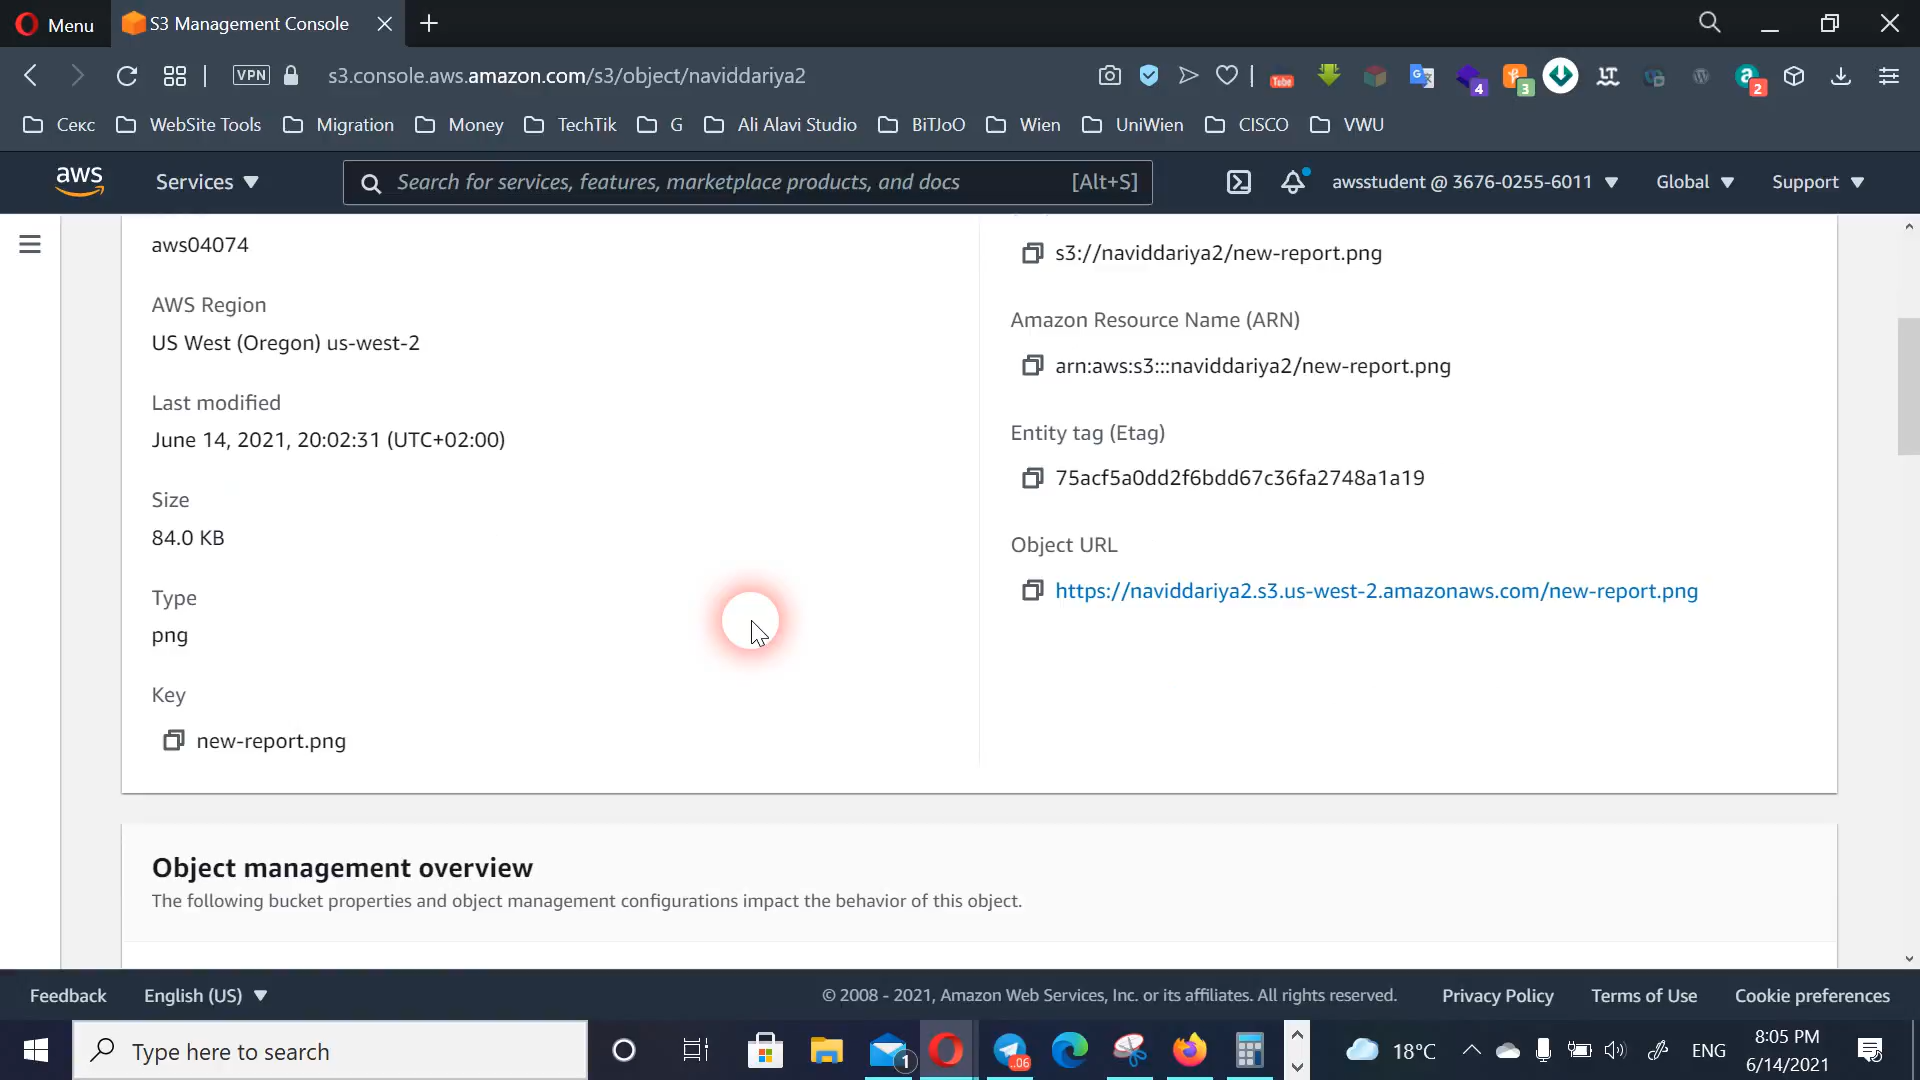 Menu
S3 Management Console
VPN
s3.console.aws.amazon.com/s3/object/naviddariya2
Tube
4
3
2
Секс
WebSite Tools
Migration
Money
TechTik
G
Ali Alavi Studio
BiTJoO
Wien
UniWien
CISCO
VWU
aws
Services
Search for services, features, marketplace products, and docs
[Alt+S]
awsstudent @ 3676-0255-6011
Global
Support
aws04074
AWS Region
US West (Oregon) us-west-2
Last modified
June 14, 2021, 20:02:31 (UTC+02:00)
Size
84.0 KB
Type
png
Key
new-report.png
s3://naviddariya2/new-report.png
Amazon Resource Name (ARN)
arn:aws:s3:::naviddariya2/new-report.png
Entity tag (Etag)
75acf5a0dd2f6bdd67c36fa2748a1a19
Object URL
https://naviddariya2.s3.us-west-2.amazonaws.com/new-report.png
Object management overview
The following bucket properties and object management configurations impact the behavior of this object.
Feedback
English (US)
© 2008 - 2021, Amazon Web Services, Inc. or its affiliates. All rights reserved.
Privacy Policy
Terms of Use
Cookie preferences
Type here to search
1
..06
18°C
ENG
8:05 PM
6/14/2021